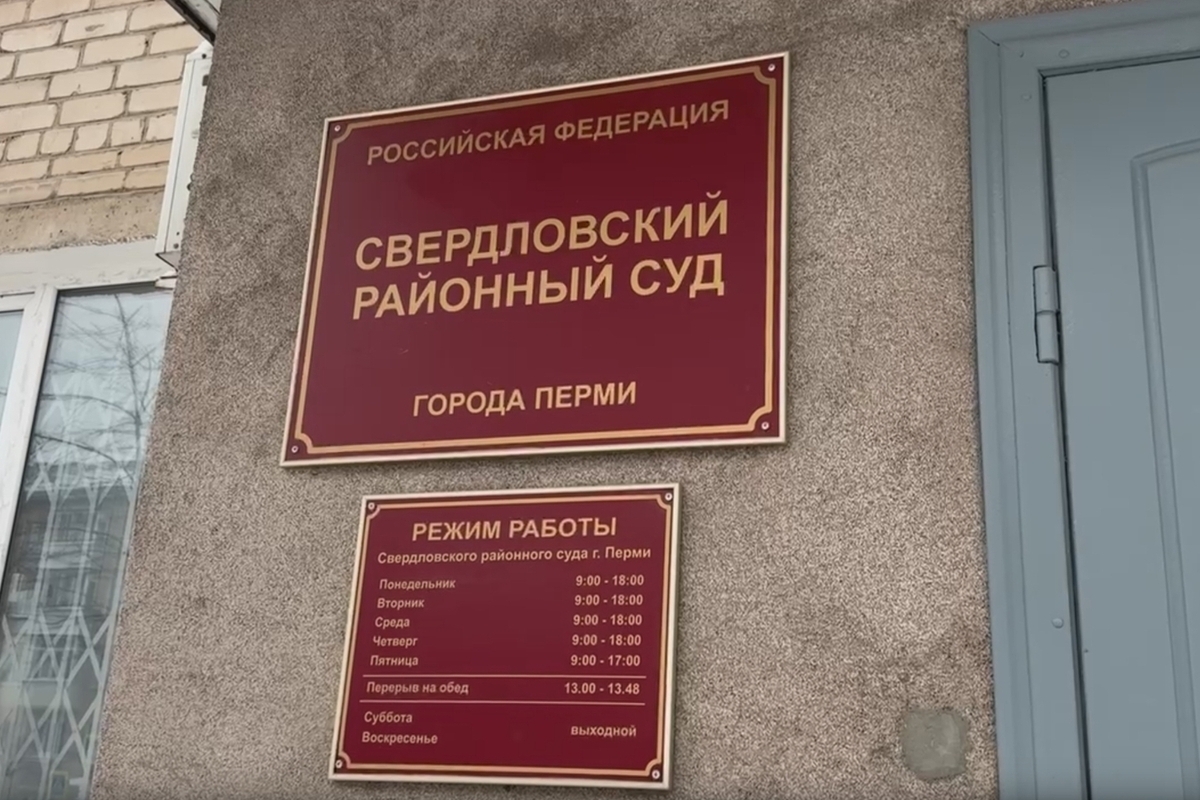 РОССИЙСКАЯ ФЕДЕРАЦИЯ
СВЕРДЛОВСКИЙ
РАЙОННЫЙ СУД
ГОРОДА ПЕРМИ
РЕЖИМ РАБОТЫ
Свердловского районного суда г. Перми
Понедельник 9:00 - 18:00
Вторник 9:00 - 18:00
Среда 9:00 - 18:00
Четверг 9:00 - 18:00
Пятница 9:00 - 17:00
Перерыв на обед 13.00 - 13.48
Суббота
Воскресенье выходной